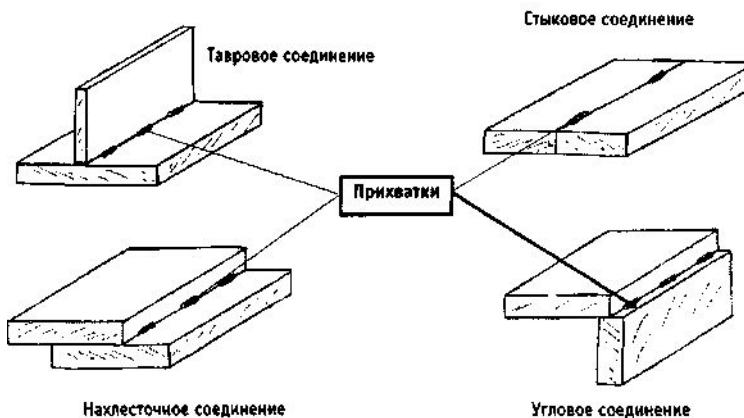 Стыковое соединение
Тавровое соединение
Прихватки
Нахлесточное соединение
Угловое соединение